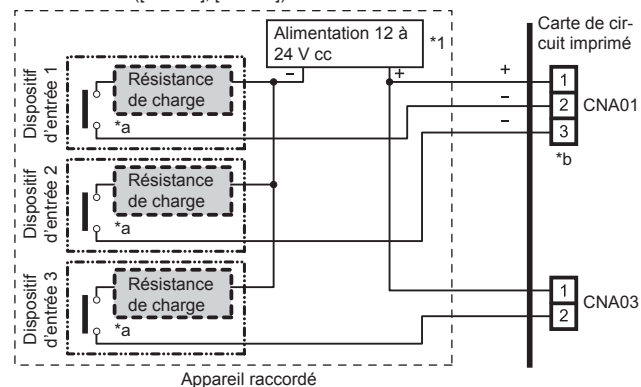 Alimentation 12 à
24 V cc
*1
Carte de cir-
cuit imprimé
Dispositif
d'entrée 1
Résistance
de charge
*a
–
+
+
–
–
1
2
3
CNA01
*b
Dispositif
d'entrée 2
Résistance
de charge
*a
Dispositif
d'entrée 3
Résistance
de charge
*a
1
2
CNA03
Appareil raccordé